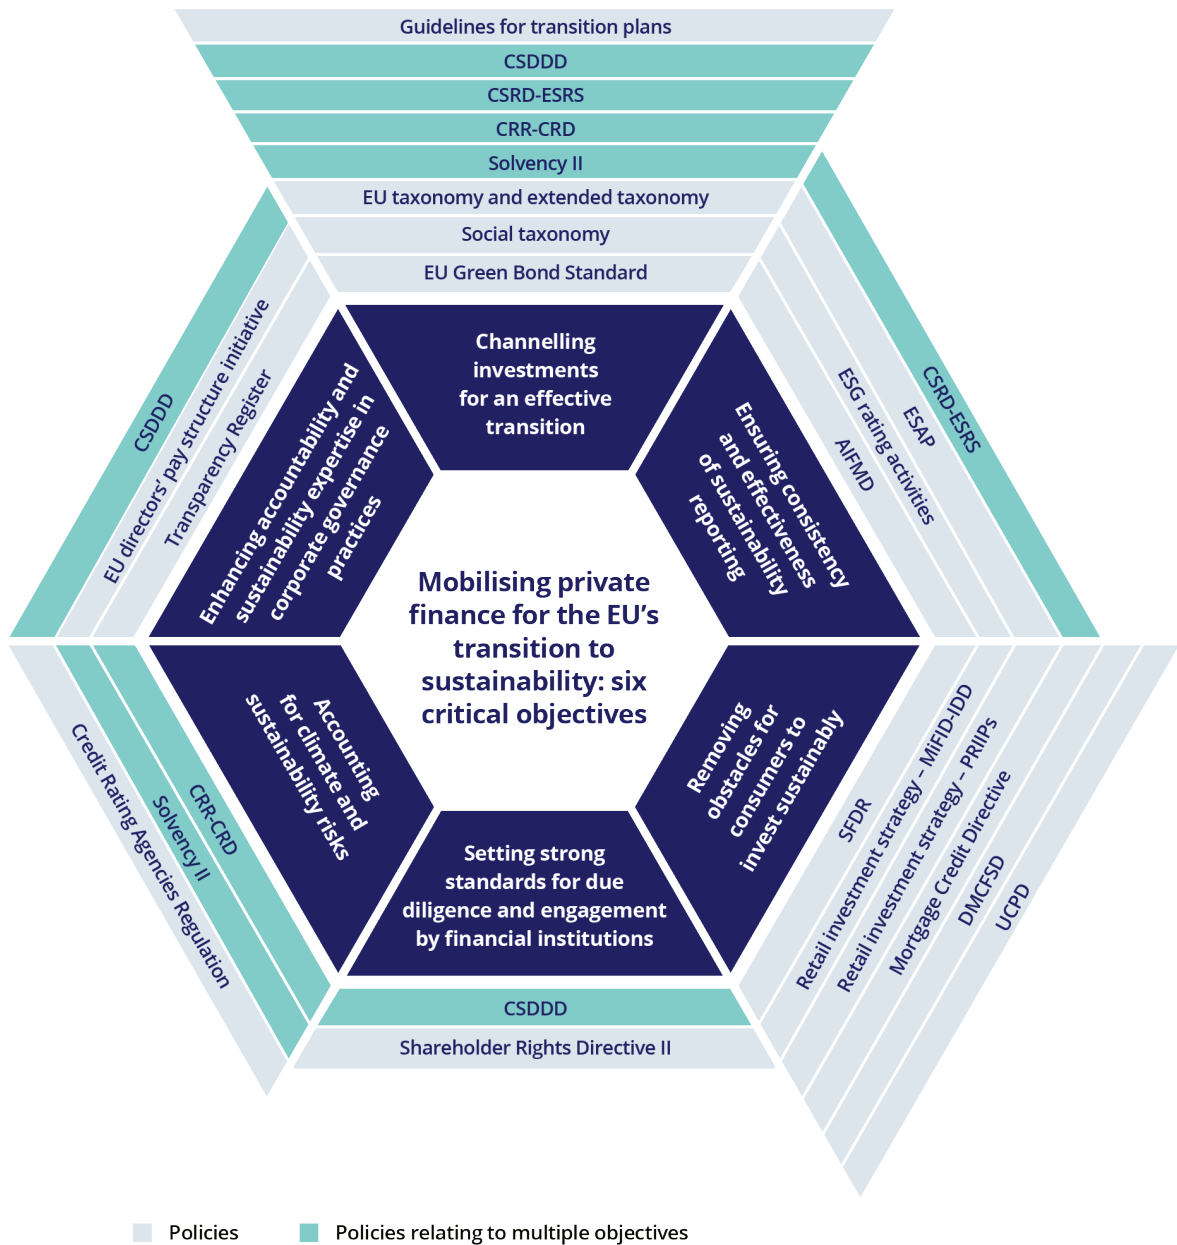 Guidelines for transition plans
CSDDD
CSRD-ESRS
CRR-CRD
Solvency II
EU taxonomy and extended taxonomy
Social taxonomy
EU Green Bond Standard
Channelling
investments
for an effective
transition
CSRD-ESRS
ESAP
ESG rating activities
AIFMD
Ensuring consistency
and effectiveness
of sustainability
reporting
CSDDD
EU directors’ pay structure initiative
Transparency Register
Enhancing accountability and
sustainability expertise in
corporate governance
practices
Mobilising private
finance for the EU’s
transition to
sustainability: six
critical objectives
Accounting
for climate and
sustainability risks
CRR-CRD
Solvency II
Credit Rating Agencies Regulation
Removing
obstacles for
consumers to
invest sustainably
SFDR
Retail investment strategy – MiFID-IDD
Retail investment strategy – PRIIPs
Mortgage Credit Directive
DMCFSD
UCPD
Setting strong
standards for due
diligence and engagement
by financial institutions
CSDDD
Shareholder Rights Directive II
Policies
Policies relating to multiple objectives